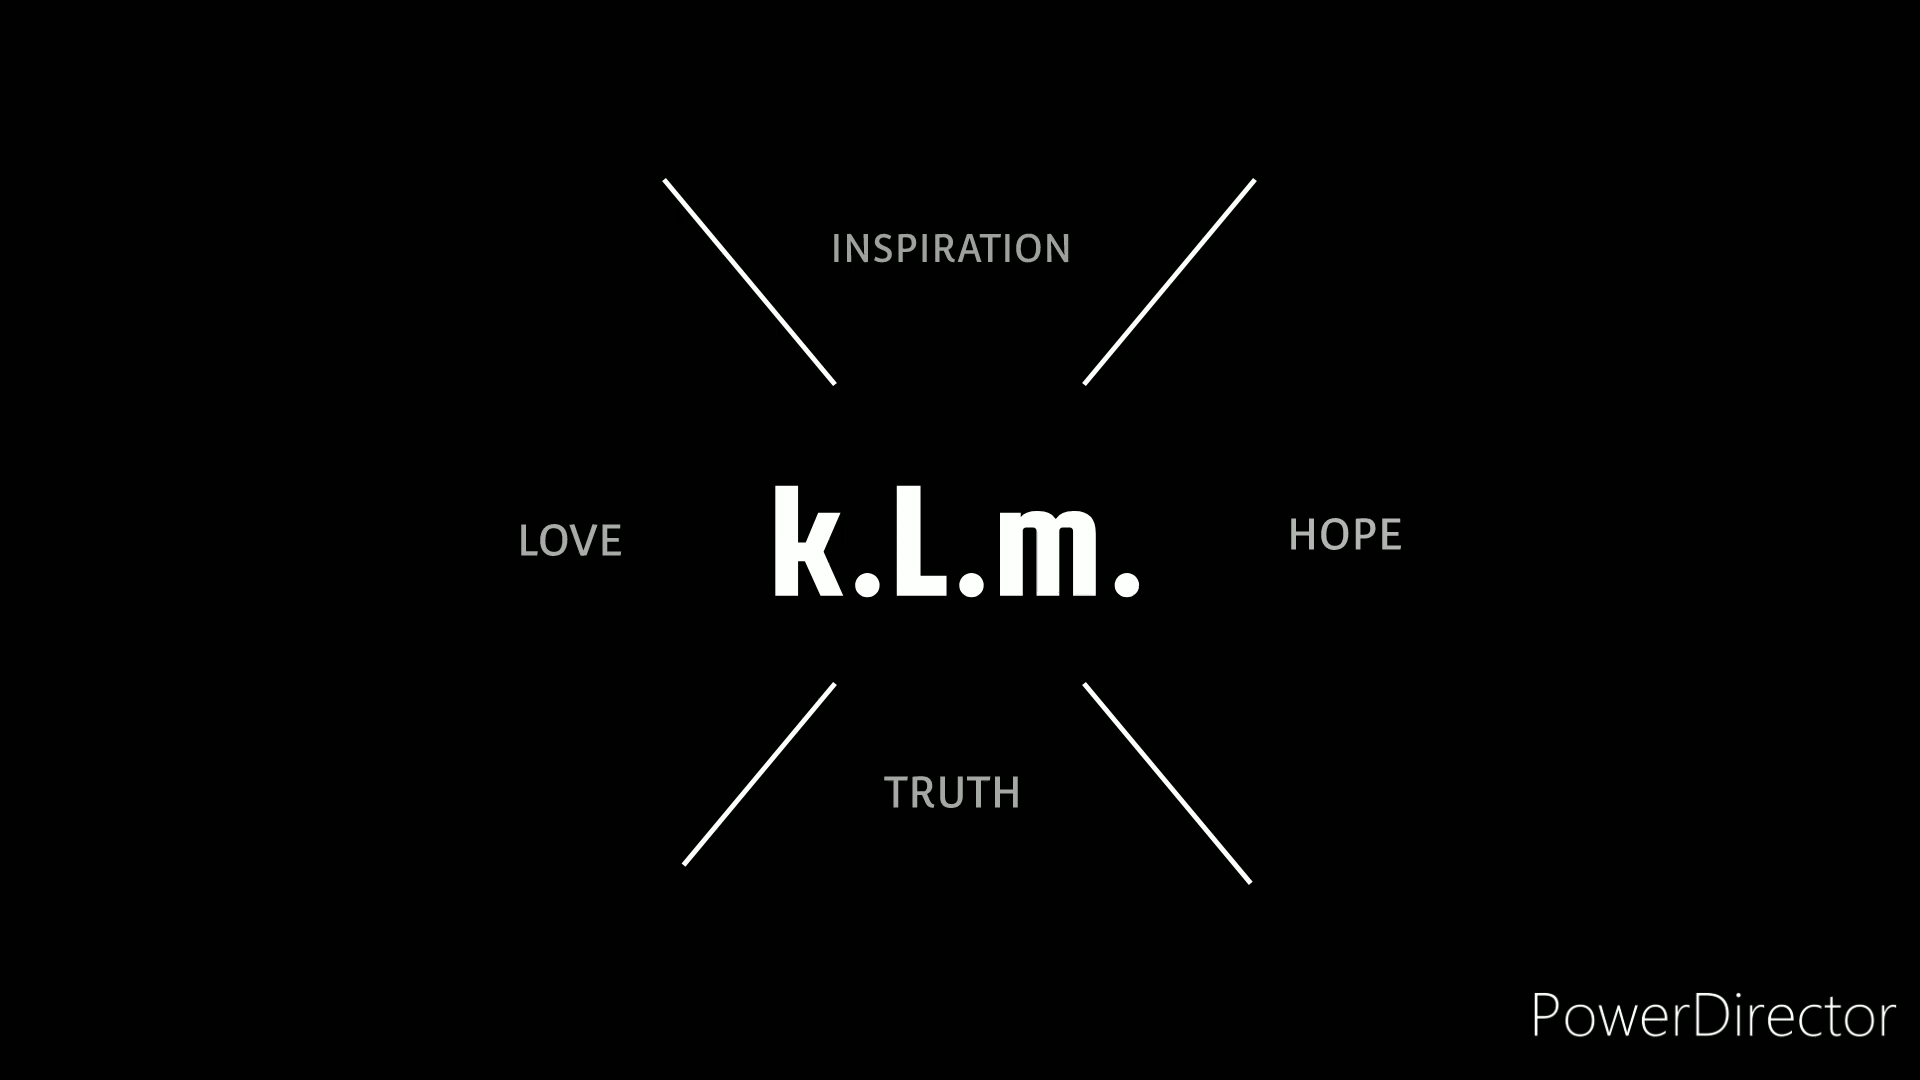 INSPIRATION
LOVE
k.L.m.
HOPE
TRUTH
PowerDirector